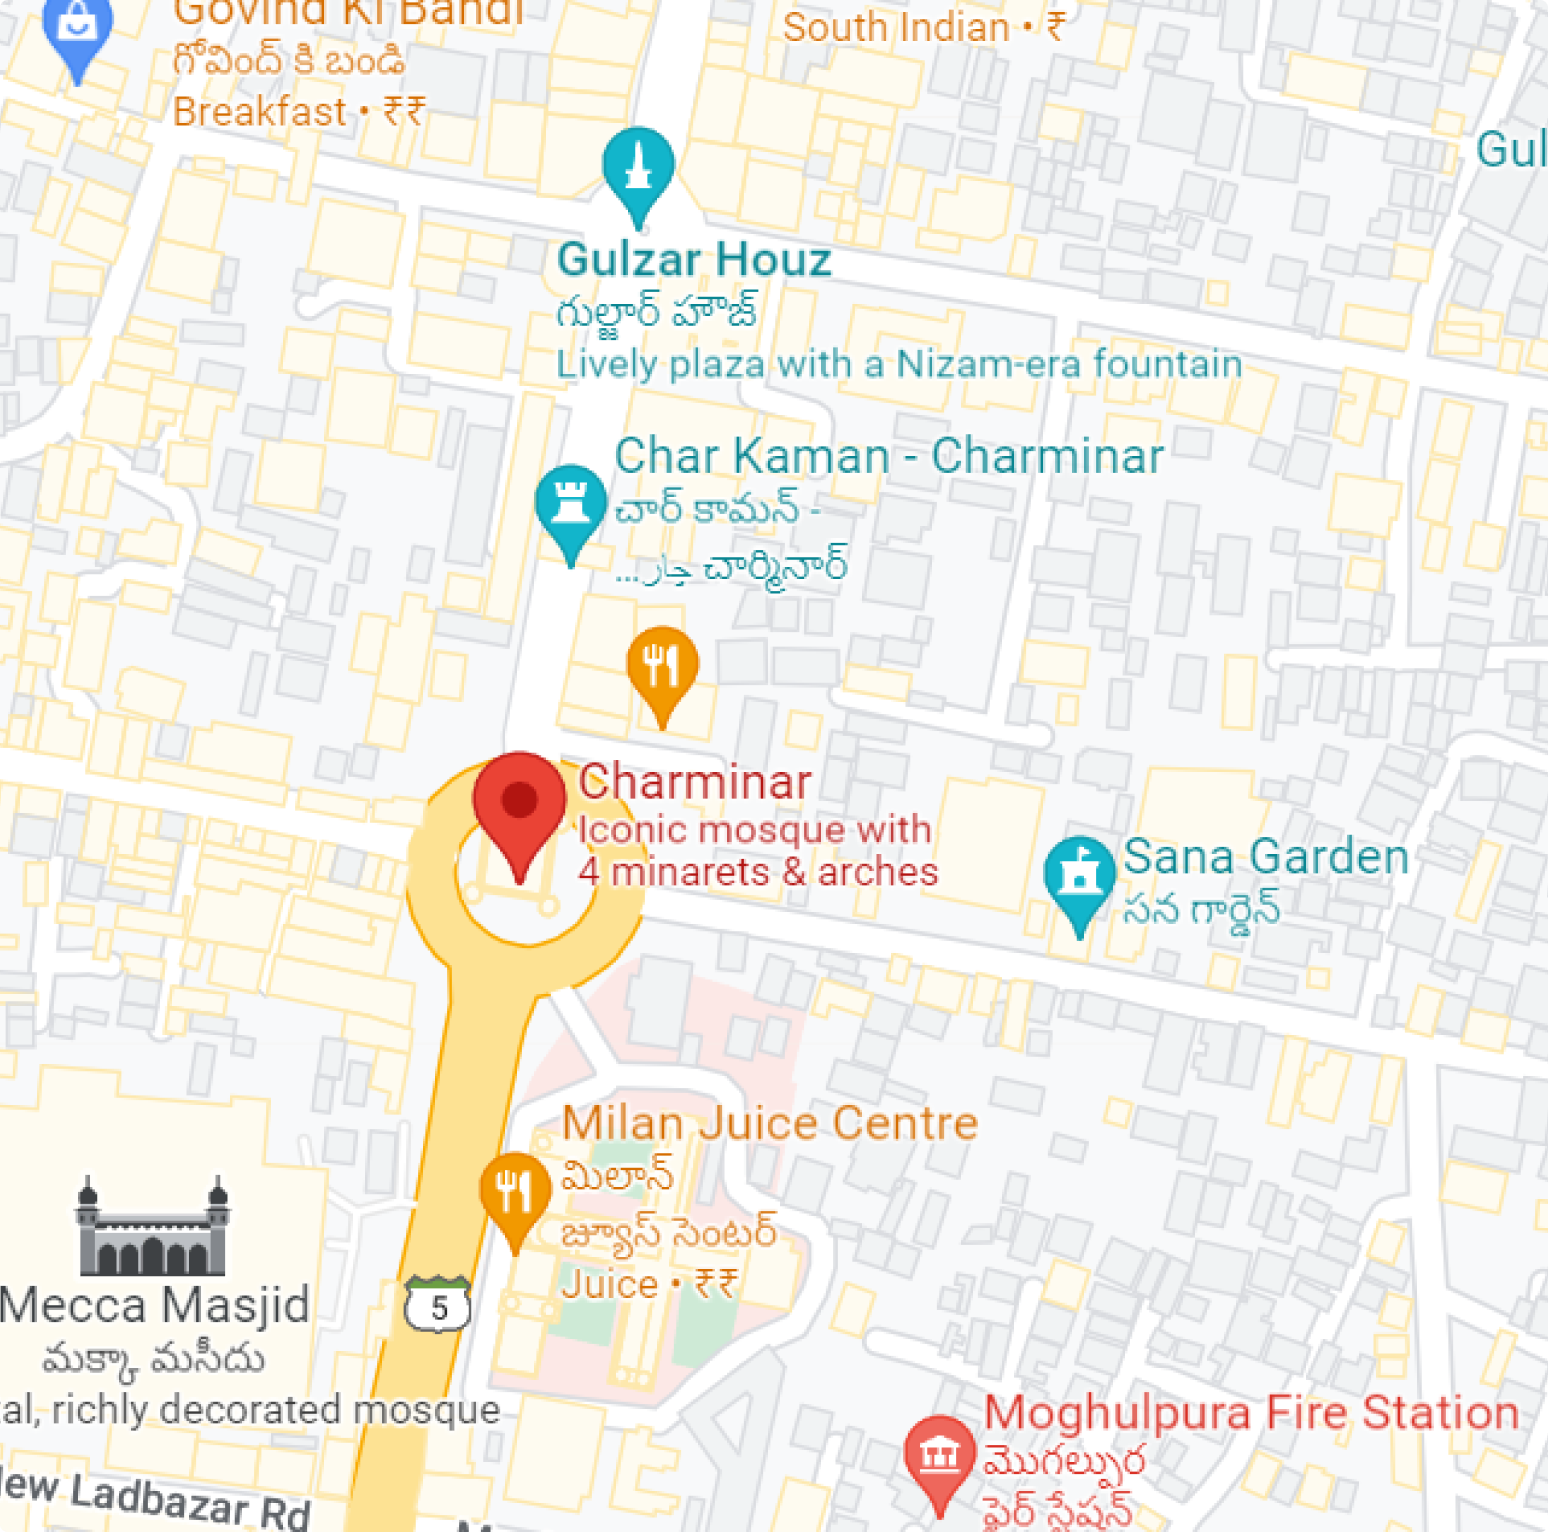 Govind Ki Bandi
గోవింద్ కి బండి
Breakfast • ₹₹
South Indian • ₹
Gul
Gulzar Houz
గుల్జార్ హౌజ్
Lively plaza with a Nizam-era fountain
Char Kaman - Charminar
చార్ కామన్ -
చార్మినార్ چار...
Charminar
Iconic mosque with
4 minarets & arches
Sana Garden
సన గార్డెన్
Milan Juice Centre
మిలాన్
జ్యూస్ సెంటర్
Juice • ₹₹
5
Mecca Masjid
మక్కా మసీదు
tal, richly decorated mosque
New Ladbazar Rd
Moghulpura Fire Station
మొగల్పుర
ఫైర్ స్టేషన్